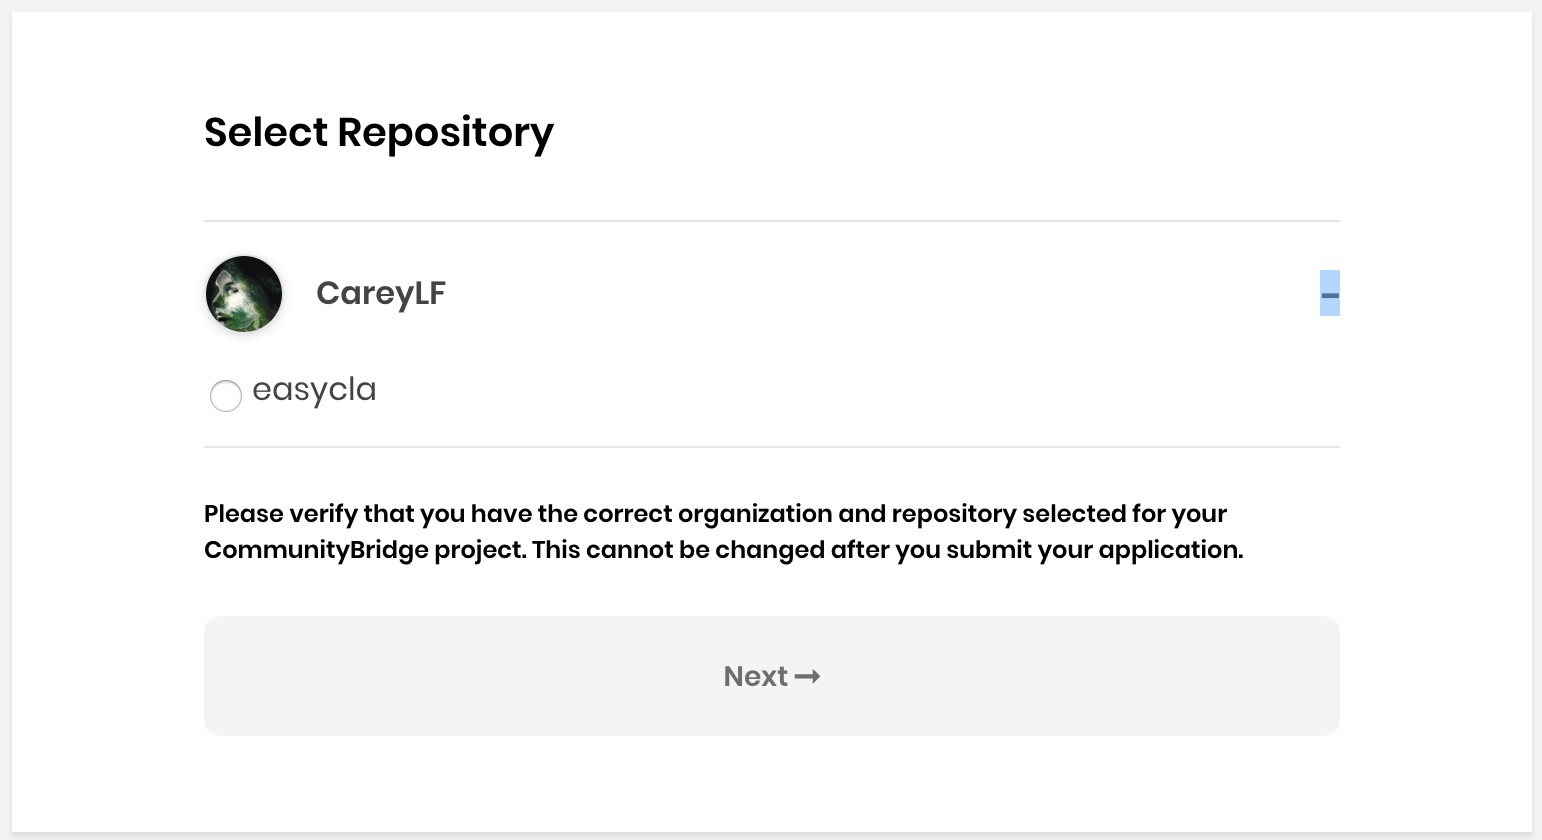 Select Repository
CareyLF
–
easycla
Please verify that you have the correct organization and repository selected for your
CommunityBridge project. This cannot be changed after you submit your application.
Next →